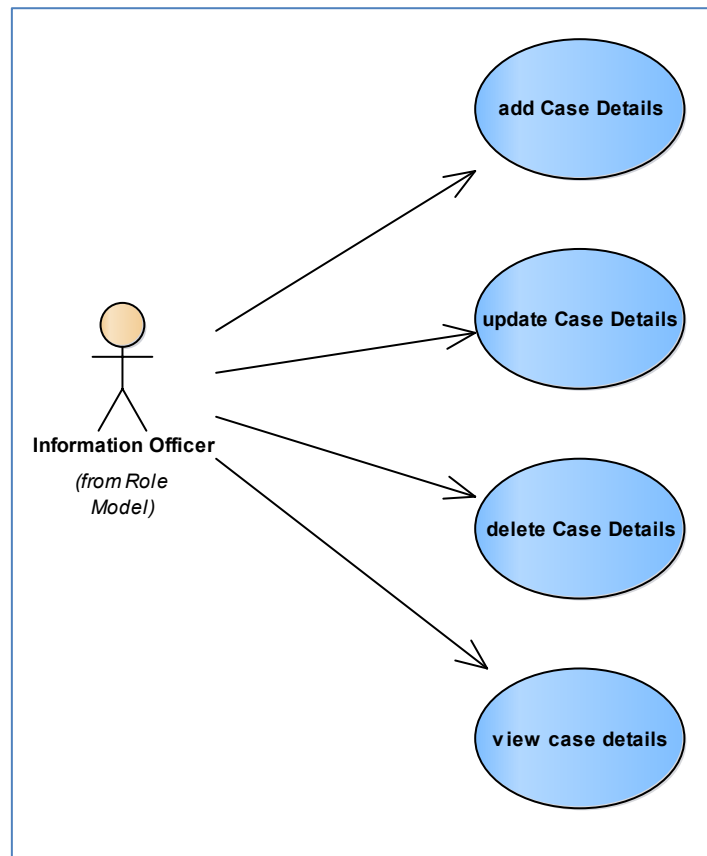 add Case Details
update Case Details
Information Officer
(from Role
Model)
delete Case Details
view case details